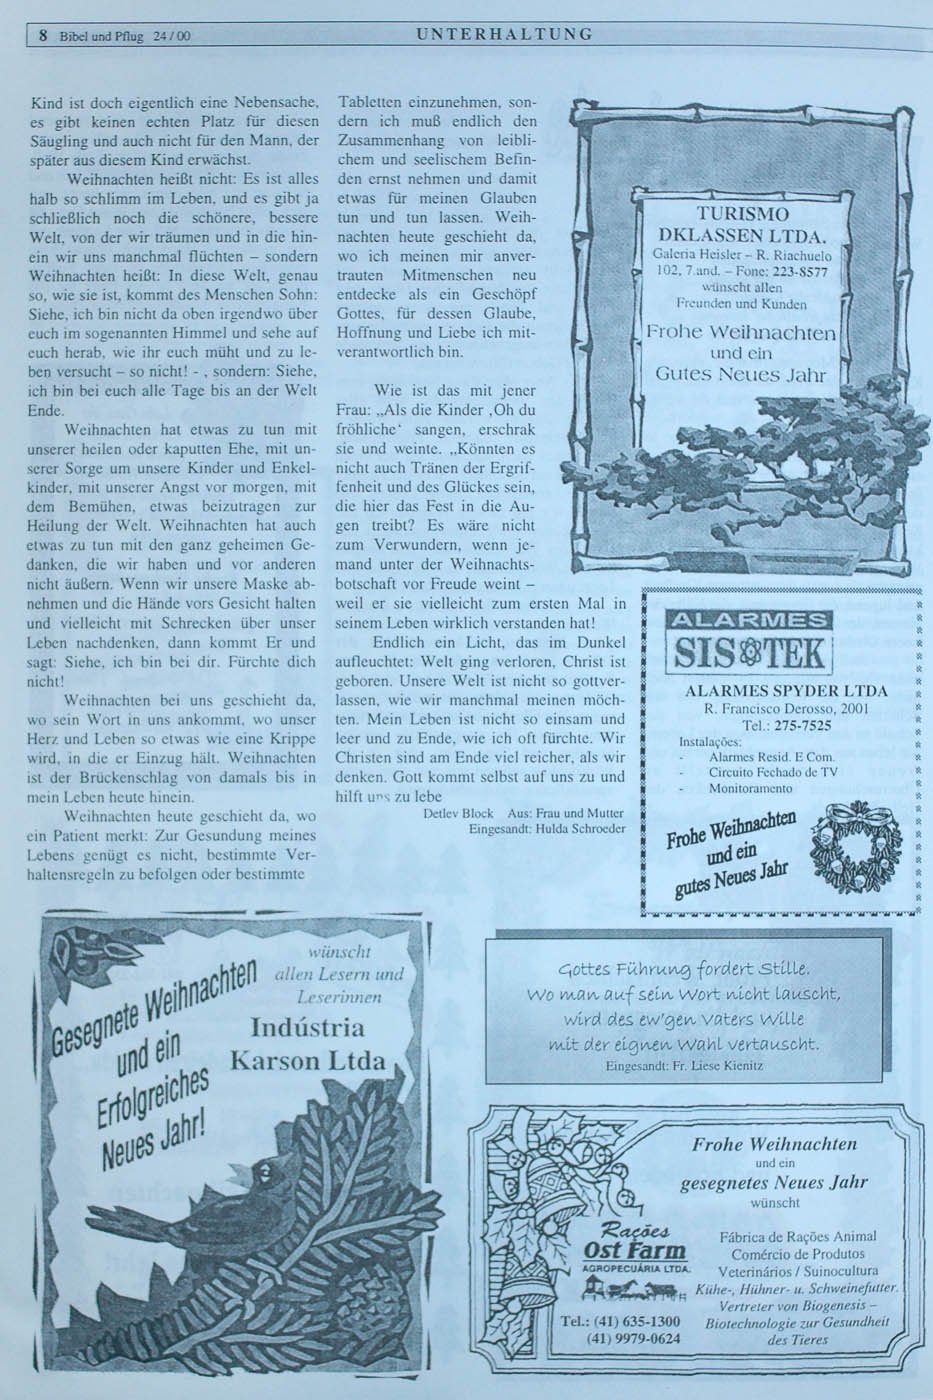 8 Bibel und Pflug 24/00
UNTERHALTUNG
Kind ist doch eigentlich eine Nebensache,
es gibt keinen echten Platz für diesen
Säugling und auch nicht für den Mann, der
später aus diesem Kind erwächst.
Weihnachten heißt nicht: Es ist alles
halb so schlimm im Leben, und es gibt ja
schließlich noch die schönere, bessere
Welt, von der wir träumen und in die hin-
ein wir uns manchmal flüchten – sondern
Weihnachten heißt: In diese Welt, genau
so, wie sie ist, kommt des Menschen Sohn:
Siehe, ich bin nicht da oben irgendwo über
euch im sogenannten Himmel und sehe auf
euch herab, wie ihr euch müht und zu le-
ben versucht – so nicht! - , sondern: Siehe,
ich bin bei euch alle Tage bis an der Welt
Ende.
Weihnachten hat etwas zu tun mit
unserer heilen oder kaputten Ehe, mit un-
serer Sorge um unsere Kinder und Enkel-
kinder, mit unserer Angst vor morgen, mit
dem Bemühen, etwas beizutragen zur
Heilung der Welt. Weihnachten hat auch
etwas zu tun mit den ganz geheimen Ge-
danken, die wir haben und vor anderen
nicht äußern. Wenn wir unsere Maske ab-
nehmen und die Hände vors Gesicht halten
und vielleicht mit Schrecken über unser
Leben nachdenken, dann kommt Er und
sagt: Siehe, ich bin bei dir. Fürchte dich
nicht!
Weihnachten bei uns geschieht da,
wo sein Wort in uns ankommt, wo unser
Herz und Leben so etwas wie eine Krippe
wird, in die er Einzug hält. Weihnachten
ist der Brückenschlag von damals bis in
mein Leben heute hinein.
Weihnachten heute geschieht da, wo
ein Patient merkt: Zur Gesundung meines
Lebens genügt es nicht, bestimmte Ver-
haltensregeln zu befolgen oder bestimmte
Tabletten einzunehmen, son-
dern ich muß endlich den
Zusammenhang von leibli-
chem und seelischem Befin-
den ernst nehmen und damit
etwas für meinen Glauben
tun und tun lassen. Weih-
nachten heute geschieht da,
wo ich meinen mir anver-
trauten Mitmenschen neu
entdecke als ein Geschöpf
Gottes, für dessen Glaube,
Hoffnung und Liebe ich mit-
verantwortlich bin.
Wie ist das mit jener
Frau: „Als die Kinder ‚Oh du
fröhliche‘ sangen, erschrak
sie und weinte. „Könnten es
nicht auch Tränen der Ergrif-
fenheit und des Glückes sein,
die hier das Fest in die Au-
gen treibt? Es wäre nicht
zum Verwundern, wenn je-
mand unter der Weihnachts-
botschaft vor Freude weint –
weil er sie vielleicht zum ersten Mal in
seinem Leben wirklich verstanden hat!
Endlich ein Licht, das im Dunkel
aufleuchtet: Welt ging verloren, Christ ist
geboren. Unsere Welt ist nicht so gottver-
lassen, wie wir manchmal meinen möch-
ten. Mein Leben ist nicht so einsam und
leer und zu Ende, wie ich oft fürchte. Wir
Christen sind am Ende viel reicher, als wir
denken. Gott kommt selbst auf uns zu und
hilft uns zu lebe
Detlev Block Aus: Frau und Mutter
Eingesandt: Hulda Schroeder
TURISMO
DKLASSEN LTDA.
Galeria Heisler – R. Riachuelo
102, 7.and. – Fone: 223-8577
wünscht allen
Freunden und Kunden
Frohe Weihnachten
und ein
Gutes Neues Jahr
ALARMES
SISTEK
ALARMES SPYDER LTDA
R. Francisco Derosso, 2001
Tel.: 275-7525
Instalações:
- Alarmes Resid. E Com.
- Circuito Fechado de TV
- Monitoramento
Frohe Weihnachten
und ein
gutes Neues Jahr
Gesegnete Weihnachten
und ein
Erfolgreiches
Neues Jahr!
wünscht
allen Lesern und
Leserinnen
Indústria
Karson Ltda
Gottes Führung fordert Stille.
Wo man auf sein Wort nicht lauscht,
wird des ew'gen Vaters Wille
mit der eignen Wahl vertauscht.
Eingesandt: Fr. Liese Kienitz
Frohe Weihnachten
und ein
gesegnetes Neues Jahr
wünscht
Rações
Ost Farm
AGROPECUÁRIA LTDA.
Tel.: (41) 635-1300
(41) 9979-0624
Fábrica de Rações Animal
Comércio de Produtos
Veterinários / Suinocultura
Kühe-, Hühner- u. Schweinefutter.
Vertreter von Biogenesis –
Biotechnologie zur Gesundheit
des Tieres